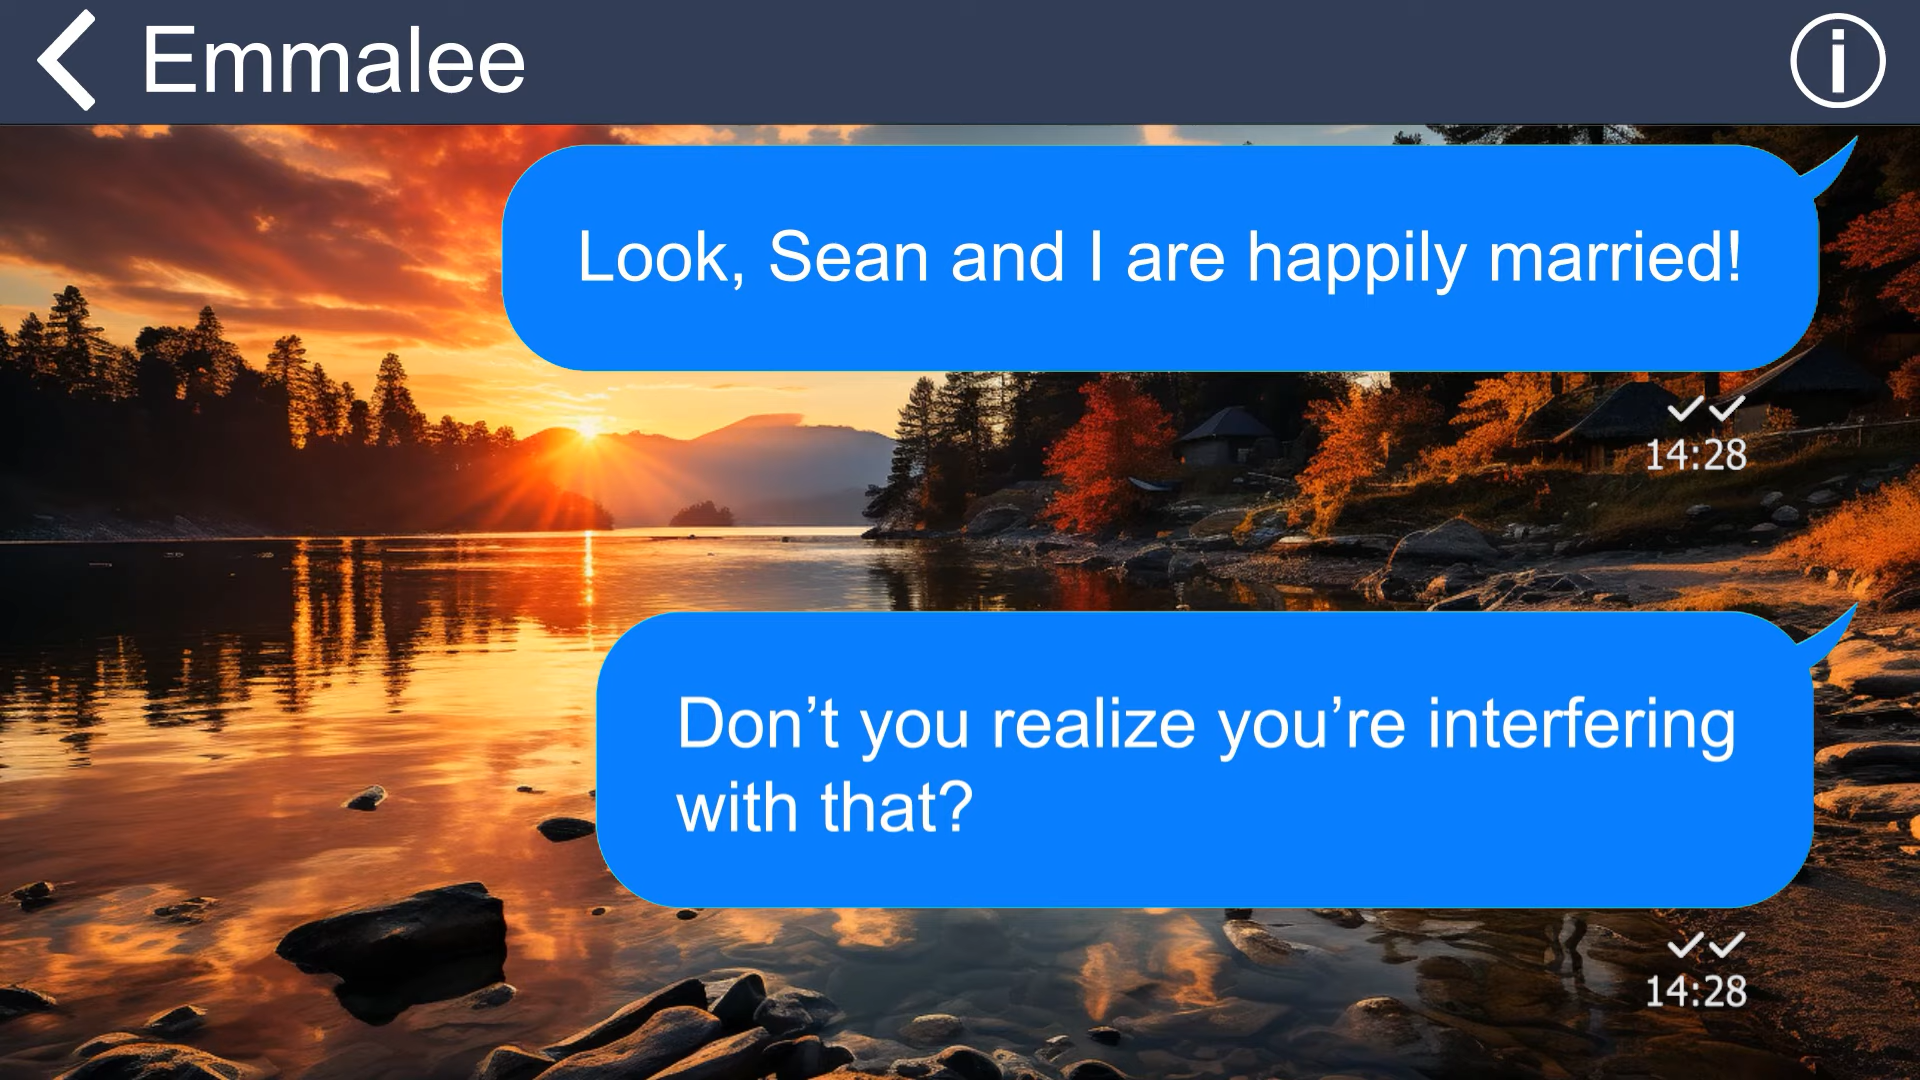 Emmalee
Look, Sean and I are happily married!
14:28
Don’t you realize you’re interfering
with that?
14:28